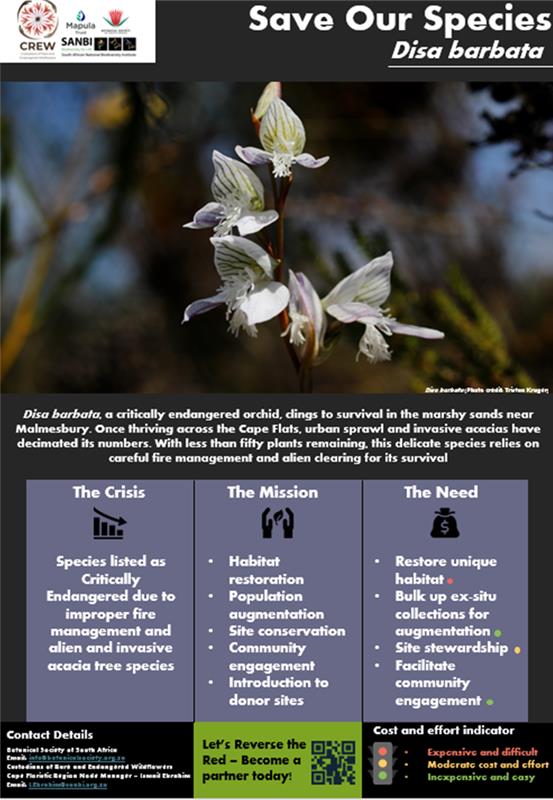 CREW
Mapula
Trust
SANBI
South African National Biodiversity Institute
Save Our Species
Disa barbata
Disa barbata; Photo credit: Tristan Kruger
Disa barbata, a critically endangered orchid, clings to survival in the marshy sands near
Malmesbury. Once thriving across the Cape Flats, urban sprawl and invasive acacias have
decimated its numbers. With less than fifty plants remaining, this delicate species relies on
careful fire management and alien clearing for its survival
The Crisis
Species listed as
Critically
Endangered due to
improper fire
management and
alien and invasive
acacia tree species
The Mission
• Habitat
restoration
• Population
augmentation
• Site conservation
• Community
engagement
• Introduction to
donor sites
The Need
• Restore unique
habitat
• Bulk up ex-situ
collections for
augmentation
• Site stewardship
• Facilitate
community
engagement
Contact Details
Botanical Society of South Africa
Email: info@botanicalsociety.org.za
Custodians of Rare and Endangered Wildflowers
Cape Floristic Region Node Manager – Ismail Ebrahim
Email: I.Ebrahim@sanbi.org.za
Let's Reverse the
Red – Become a
partner today!
Cost and effort indicator
• Expensive and difficult
• Moderate cost and effort
• Inexpensive and easy